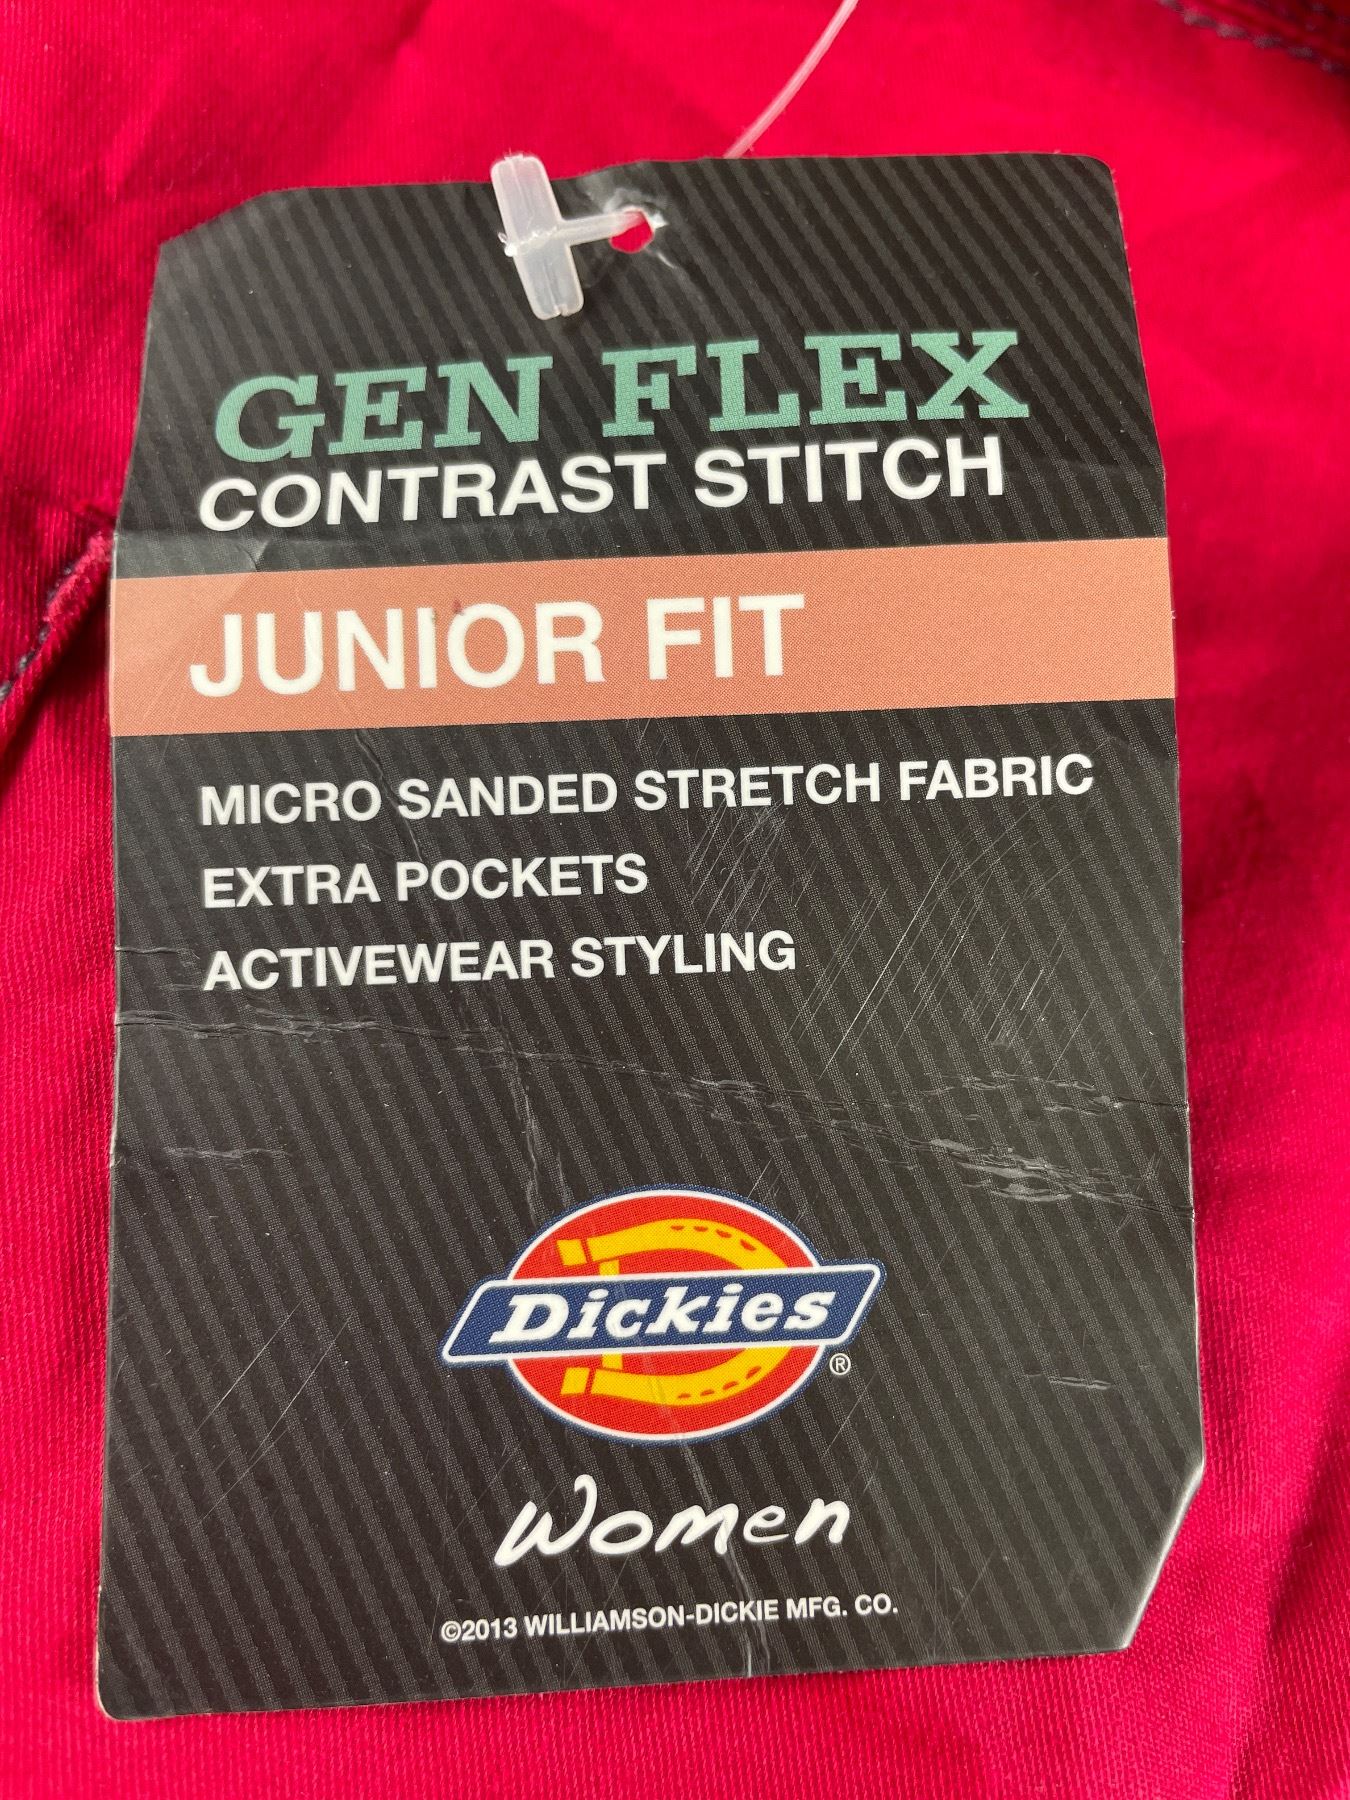 GEN FLEX
CONTRAST STITCH
JUNIOR FIT
MICRO SANDED STRETCH FABRIC
EXTRA POCKETS
ACTIVEWEAR STYLING
Dickies
®
Women
©2013 WILLIAMSON-DICKIE MFG. CO.